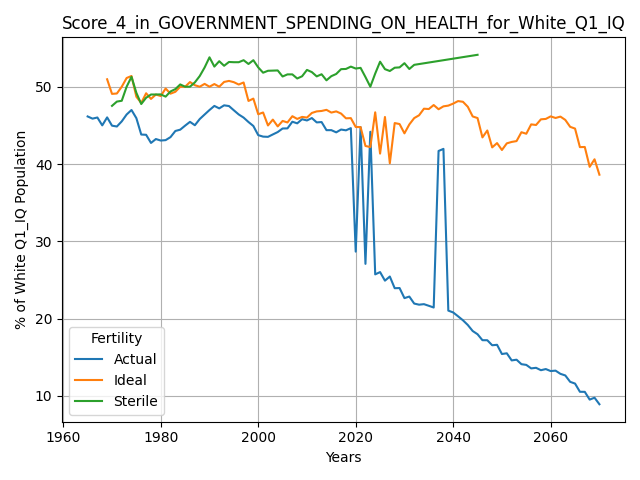 Score_4_in_GOVERNMENT_SPENDING_ON_HEALTH_for_White_Q1_IQ
% of White Q1_IQ Population
50
40
30
20
10
Fertility
Actual
Ideal
Sterile
1960 1980 2000 2020 2040 2060
Years